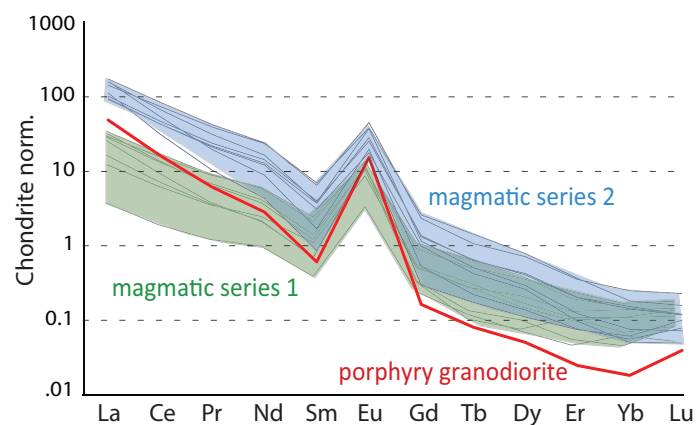 1000
100
10
1
0.1
.01
Chondrite norm.
magmatic series 2
magmatic series 1
porphyry granodiorite
La Ce Pr Nd Sm Eu Gd Tb Dy Er Yb Lu